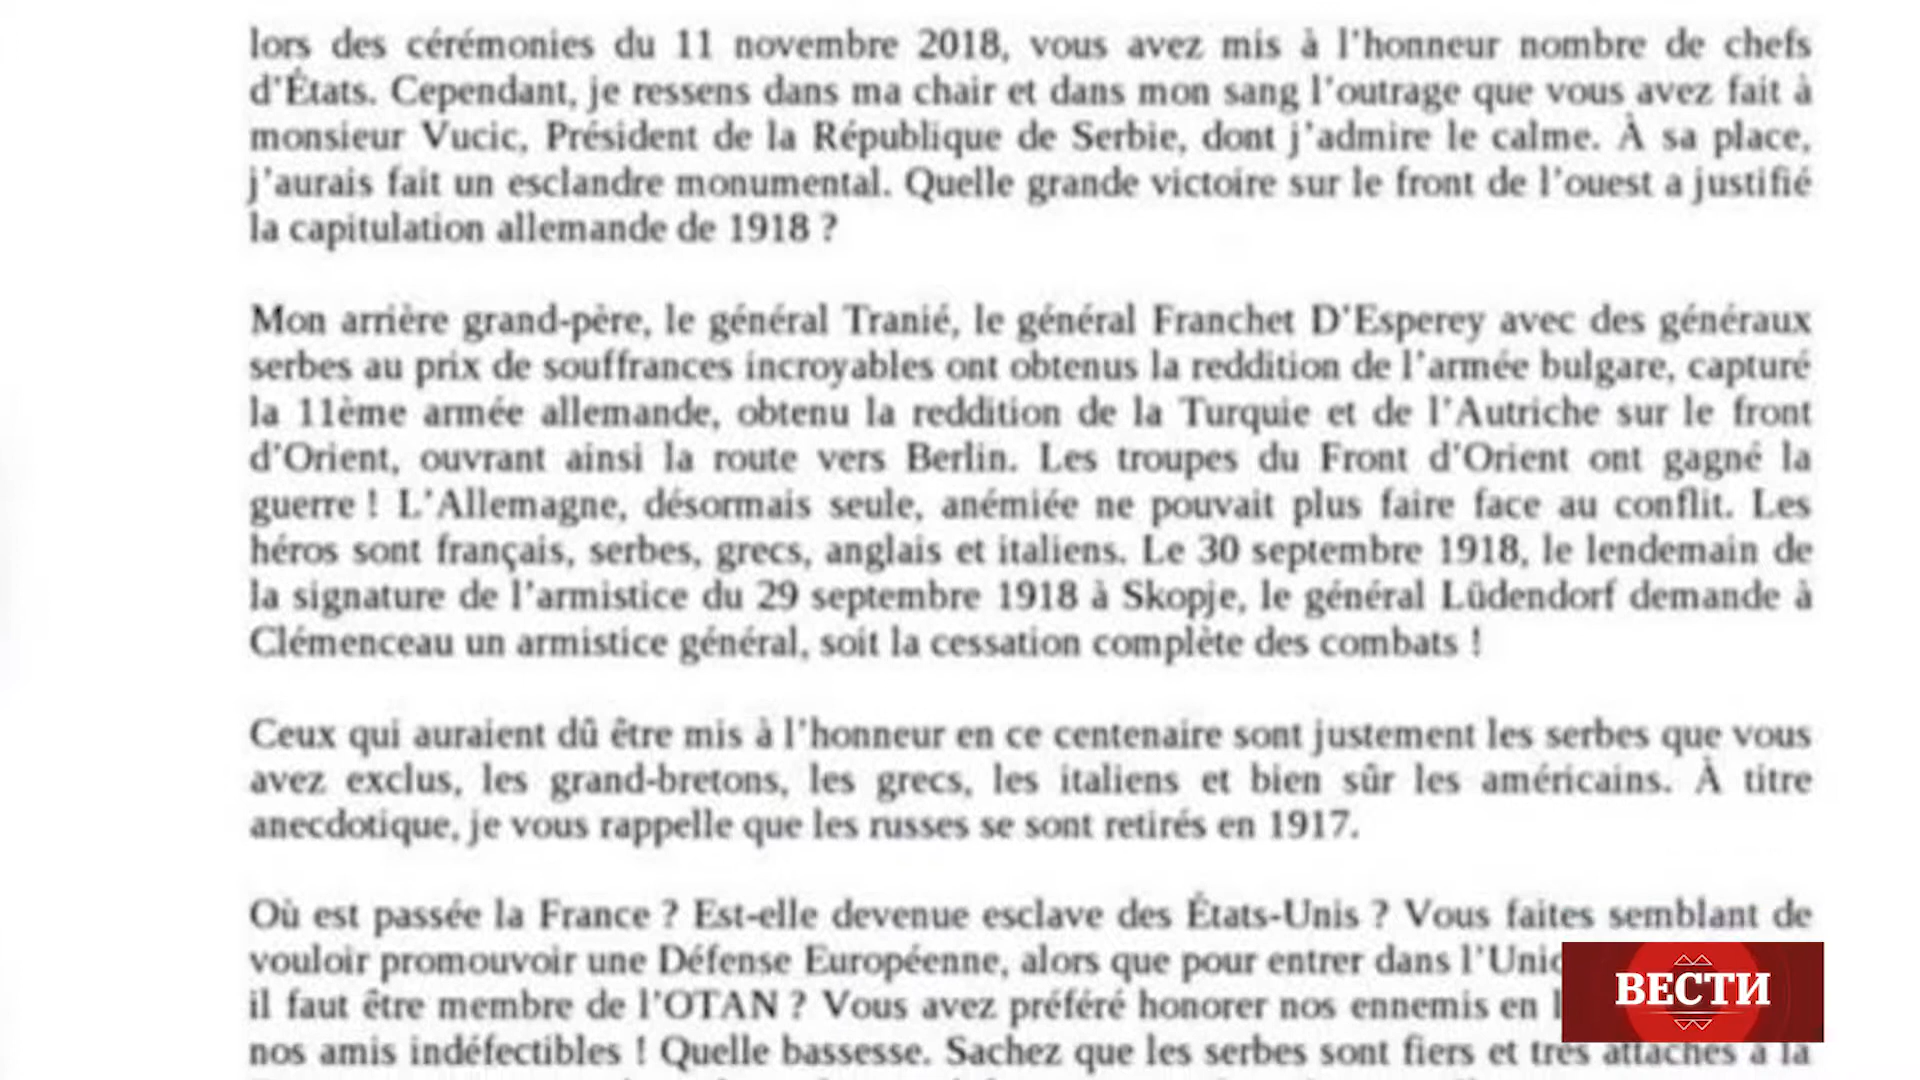 lors des cérémonies du 11 novembre 2018, vous avez mis à l'honneur nombre de chefs
d'États. Cependant, je ressens dans ma chair et dans mon sang l'outrage que vous avez fait à
monsieur Vucic, Président de la République de Serbie, dont j'admire le calme. À sa place,
j'aurais fait un esclandre monumental. Quelle grande victoire sur le front de l'ouest a justifié
la capitulation allemande de 1918 ?
Mon arrière grand-père, le général Tranié, le général Franchet D'Esperey avec des généraux
serbes au prix de souffrances incroyables ont obtenus la reddition de l'armée bulgare, capturé
la 11ème armée allemande, obtenu la reddition de la Turquie et de l'Autriche sur le front
d'Orient, ouvrant ainsi la route vers Berlin. Les troupes du Front d'Orient ont gagné la
guerre ! L'Allemagne, désormais seule, anémiée ne pouvait plus faire face au conflit. Les
héros sont français, serbes, grecs, anglais et italiens. Le 30 septembre 1918, le lendemain de
la signature de l'armistice du 29 septembre 1918 à Skopje, le général Lüdendorf demande à
Clémenceau un armistice général, soit la cessation complète des combats !
Ceux qui auraient dû être mis à l'honneur en ce centenaire sont justement les serbes que vous
avez exclus, les grand-bretons, les grecs, les italiens et bien sûr les américains. À titre
anecdotique, je vous rappelle que les russes se sont retirés en 1917.
Où est passée la France ? Est-elle devenue esclave des États-Unis ? Vous faites semblant de
vouloir promouvoir une Défense Européenne, alors que pour entrer dans
il faut être membre de l'OTAN ? Vous avez préféré honorer nos ennemis en
nos amis indéfectibles ! Quelle bassesse. Sachez que les serbes sont fiers et très attachés à la
ВЕСТИ